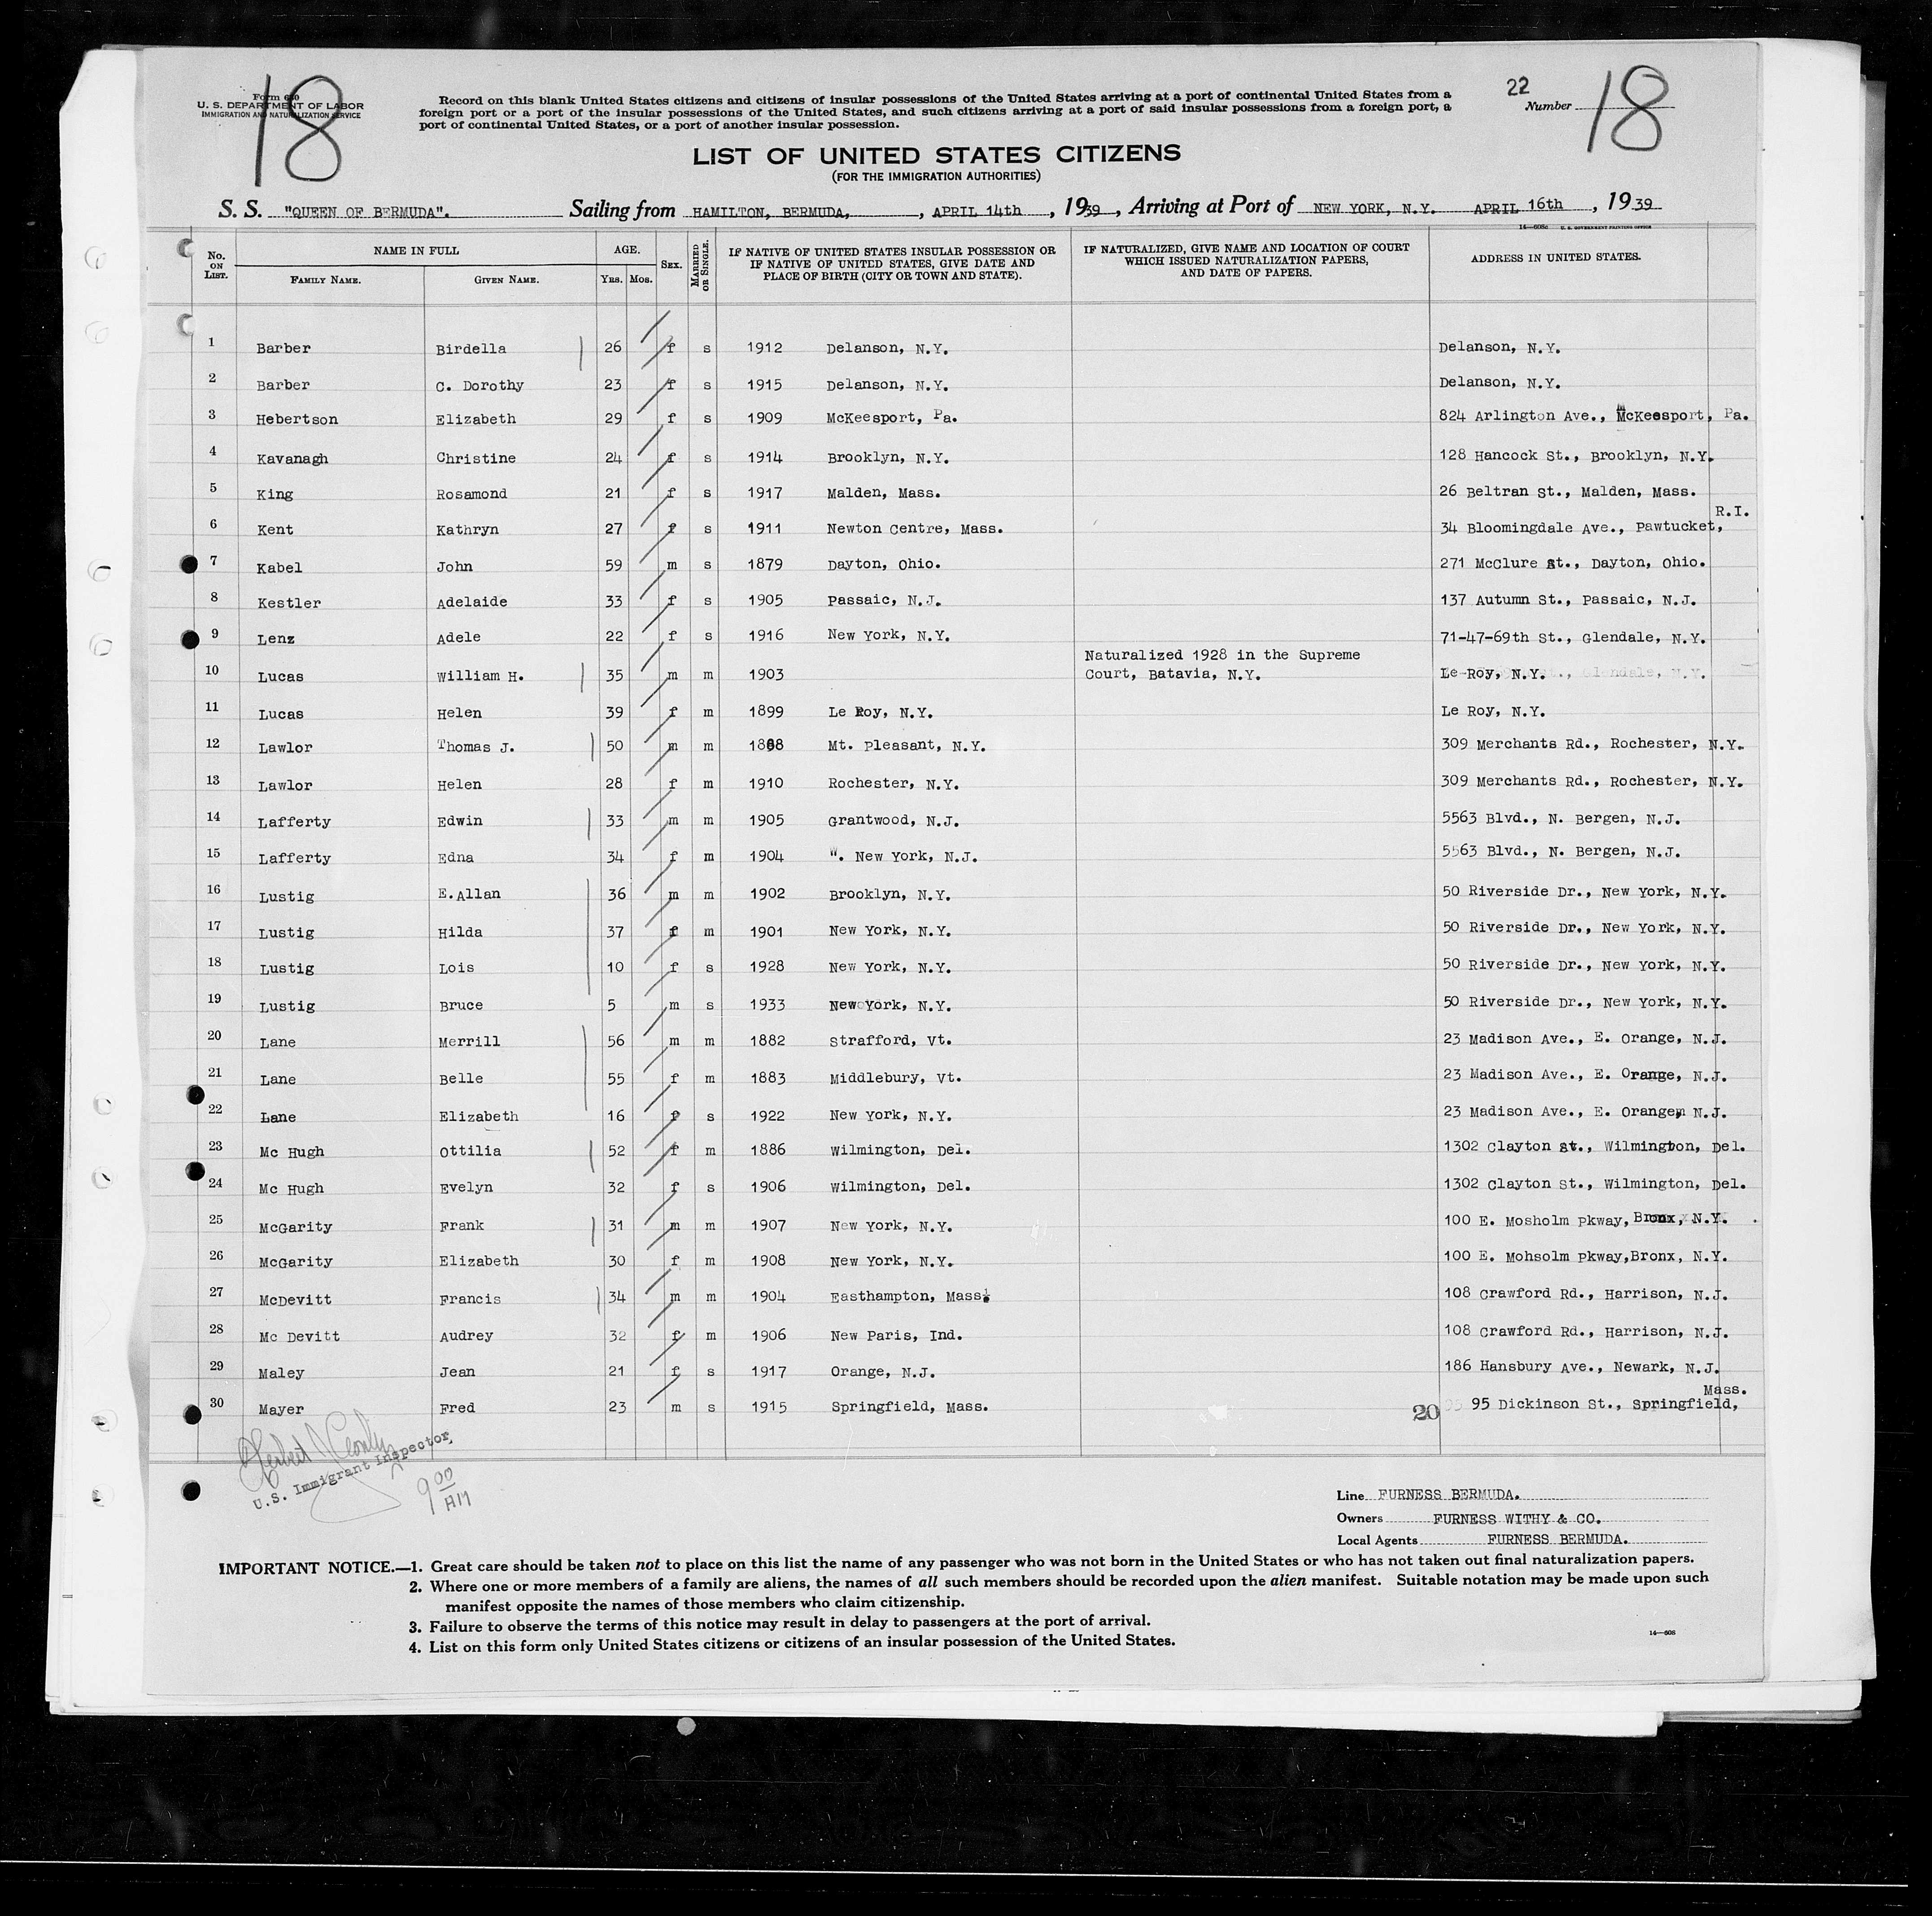 18
22
18
Form 630
U. S. DEPARTMENT OF LABOR
IMMIGRATION AND NATURALIZATION SERVICE
Record on this blank United States citizens and citizens of insular possessions of the United States arriving at a port of continental United States from a
foreign port or a port of the insular possessions of the United States, and such citizens arriving at a port of said insular possessions from a foreign port, a
port of continental United States, or a port of another insular possession.
Number
LIST OF UNITED STATES CITIZENS
(FOR THE IMMIGRATION AUTHORITIES)
S. S. "QUEEN OF BERMUDA". Sailing from HAMILTON, BERMUDA, , APRIL 14th , 1939 , Arriving at Port of NEW YORK, N.Y. APRIL 16th , 1939
14—608c U. S. GOVERNMENT PRINTING OFFICE
No. ON LIST. NAME IN FULL FAMILY NAME. GIVEN NAME. AGE. YRS. MOS. SEX. MARRIED OR SINGLE. IF NATIVE OF UNITED STATES INSULAR POSSESSION OR IF NATIVE OF UNITED STATES, GIVE DATE AND PLACE OF BIRTH (CITY OR TOWN AND STATE). IF NATURALIZED, GIVE NAME AND LOCATION OF COURT WHICH ISSUED NATURALIZATION PAPERS, AND DATE OF PAPERS. ADDRESS IN UNITED STATES.
1 Barber Birdella 26 f s 1912 Delanson, N.Y. Delanson, N.Y.
2 Barber C. Dorothy 23 f s 1915 Delanson, N.Y. Delanson, N.Y.
3 Hebertson Elizabeth 29 f s 1909 McKeesport, Pa. 824 Arlington Ave., McKeesport, Pa.
4 Kavanagh Christine 24 f s 1914 Brooklyn, N.Y. 128 Hancock St., Brooklyn, N.Y.
5 King Rosamond 21 f s 1917 Malden, Mass. 26 Beltran St., Malden, Mass.
6 Kent Kathryn 27 f s 1911 Newton Centre, Mass. 34 Bloomingdale Ave., Pawtucket, R.I.
7 Kabel John 59 m s 1879 Dayton, Ohio. 271 McClure St., Dayton, Ohio.
8 Kestler Adelaide 33 f s 1905 Passaic, N.J. 137 Autumn St., Passaic, N.J.
9 Lenz Adele 22 f s 1916 New York, N.Y. 71-47-69th St., Glendale, N.Y.
Naturalized 1928 in the Supreme
10 Lucas William H. 35 m m 1903 Court, Batavia, N.Y. Le Roy, N.Y.
11 Lucas Helen 39 f m 1899 Le Roy, N.Y. Le Roy, N.Y.
12 Lawlor Thomas J. 50 m m 1888 Mt. Pleasant, N.Y. 309 Merchants Rd., Rochester, N.Y.
13 Lawlor Helen 28 f m 1910 Rochester, N.Y. 309 Merchants Rd., Rochester, N.Y.
14 Lafferty Edwin 33 m m 1905 Grantwood, N.J. 5563 Blvd., N. Bergen, N.J.
15 Lafferty Edna 34 f m 1904 W. New York, N.J. 5563 Blvd., N. Bergen, N.J.
16 Lustig E.Allan 36 m m 1902 Brooklyn, N.Y. 50 Riverside Dr., New York, N.Y.
17 Lustig Hilda 37 f m 1901 New York, N.Y. 50 Riverside Dr., New York, N.Y.
18 Lustig Lois 10 f s 1928 New York, N.Y. 50 Riverside Dr., New York, N.Y.
19 Lustig Bruce 5 m s 1933 New York, N.Y. 50 Riverside Dr., New York, N.Y.
20 Lane Merrill 56 m m 1882 Strafford, Vt. 23 Madison Ave., E. Orange, N.J.
21 Lane Belle 55 f m 1883 Middlebury, Vt. 23 Madison Ave., E. Orange, N.J.
22 Lane Elizabeth 16 f s 1922 New York, N.Y. 23 Madison Ave., E. Orange, N.J.
23 Mc Hugh Ottilia 52 f m 1886 Wilmington, Del. 1302 Clayton St., Wilmington, Del.
24 Mc Hugh Evelyn 32 f s 1906 Wilmington, Del. 1302 Clayton St., Wilmington, Del.
25 McGarity Frank 31 m m 1907 New York, N.Y. 100 E. Mosholm Pkway, Bronx, N.Y.
26 McGarity Elizabeth 30 f m 1908 New York, N.Y. 100 E. Mohsolm Pkway,Bronx, N.Y.
27 McDevitt Francis 34 m m 1904 Easthampton, Mass. 108 Crawford Rd., Harrison, N.J.
28 Mc Devitt Audrey 32 f m 1906 New Paris, Ind. 108 Crawford Rd., Harrison, N.J.
29 Maley Jean 21 f s 1917 Orange, N.J. 186 Hansbury Ave., Newark, N.J.
30 Mayer Fred 23 m s 1915 Springfield, Mass. 95 Dickinson St., Springfield, Mass.
20
U.S. Immigrant Inspector,
9 00 AM
Line FURNESS BERMUDA.
Owners FURNESS WITHY & CO.
Local Agents FURNESS BERMUDA.
IMPORTANT NOTICE.—1. Great care should be taken not to place on this list the name of any passenger who was not born in the United States or who has not taken out final naturalization papers.
2. Where one or more members of a family are aliens, the names of all such members should be recorded upon the alien manifest. Suitable notation may be made upon such
manifest opposite the names of those members who claim citizenship.
3. Failure to observe the terms of this notice may result in delay to passengers at the port of arrival.
4. List on this form only United States citizens or citizens of an insular possession of the United States.
14—608